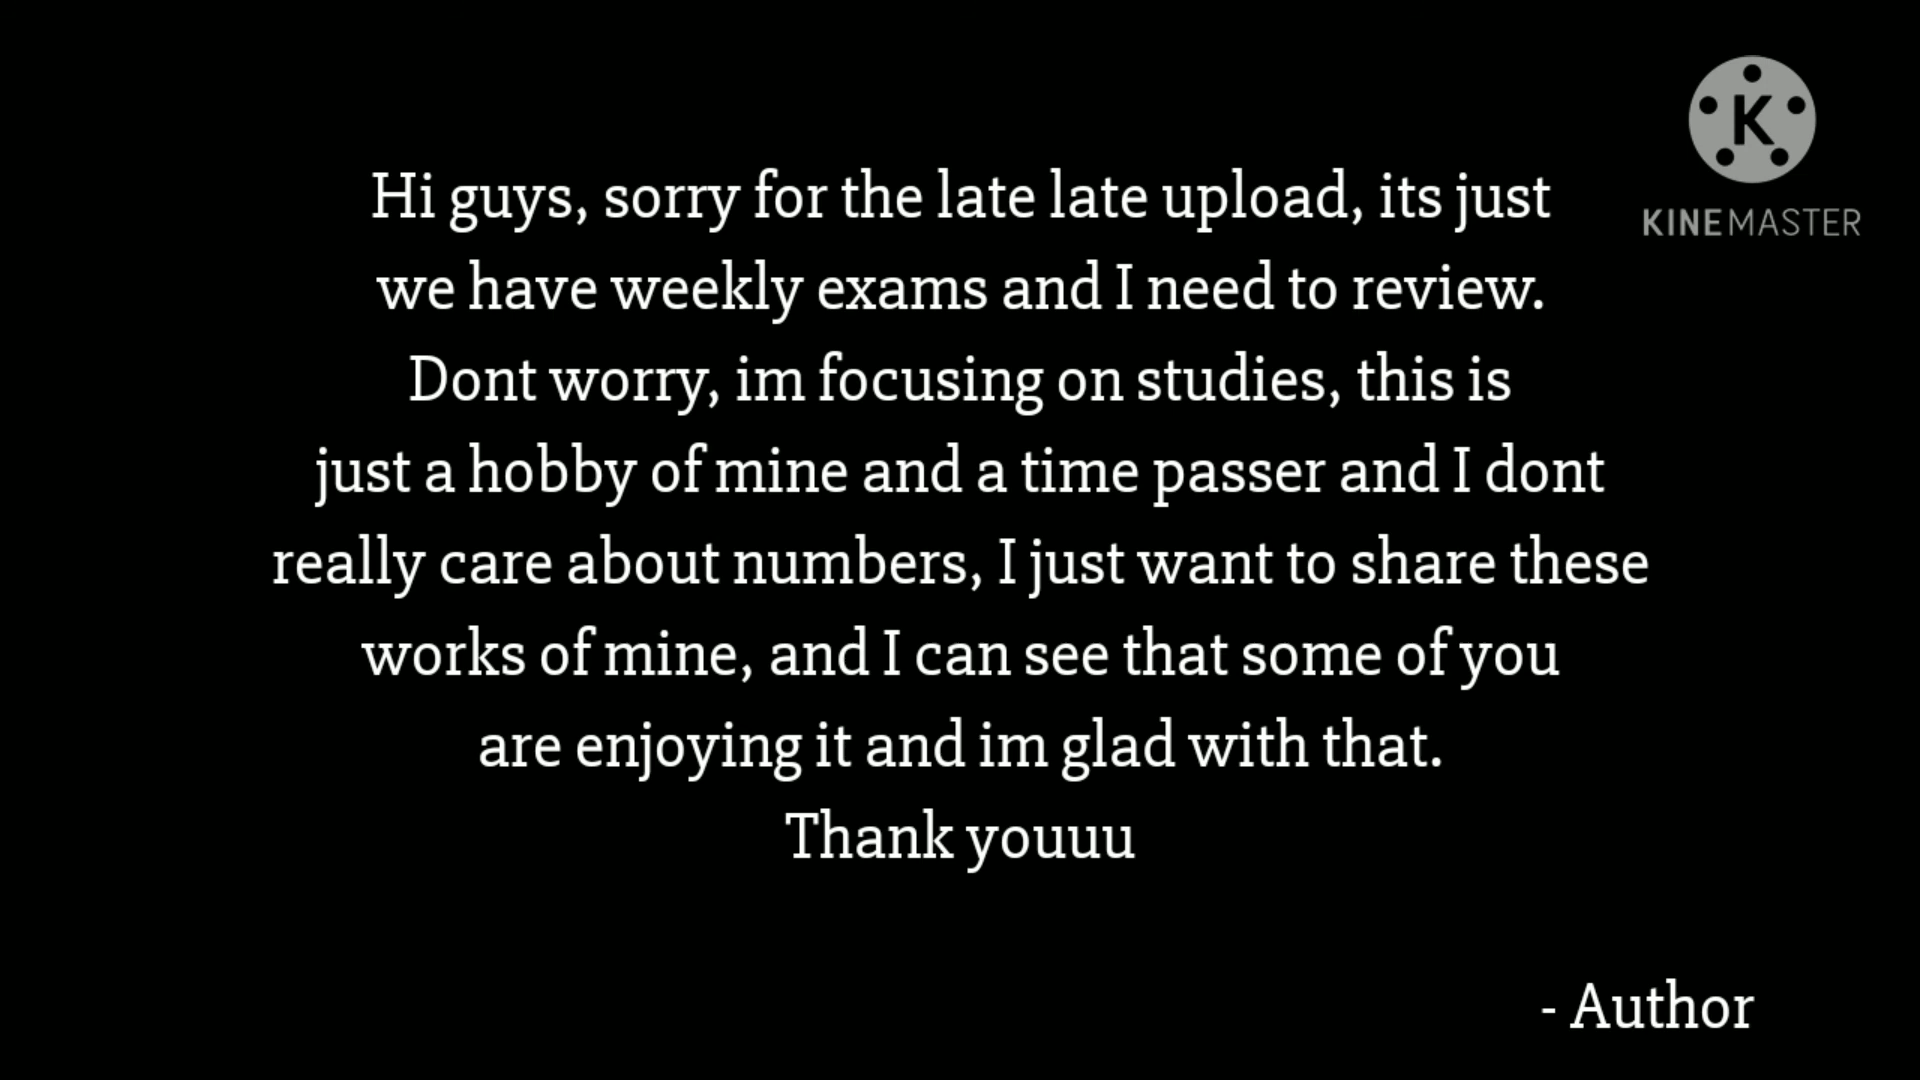 Hi guys, sorry for the late late upload, its just
we have weekly exams and I need to review.
Dont worry, im focusing on studies, this is
just a hobby of mine and a time passer and I dont
really care about numbers, I just want to share these
works of mine, and I can see that some of you
are enjoying it and im glad with that.
Thank youuu
- Author
K
KINEMASTER